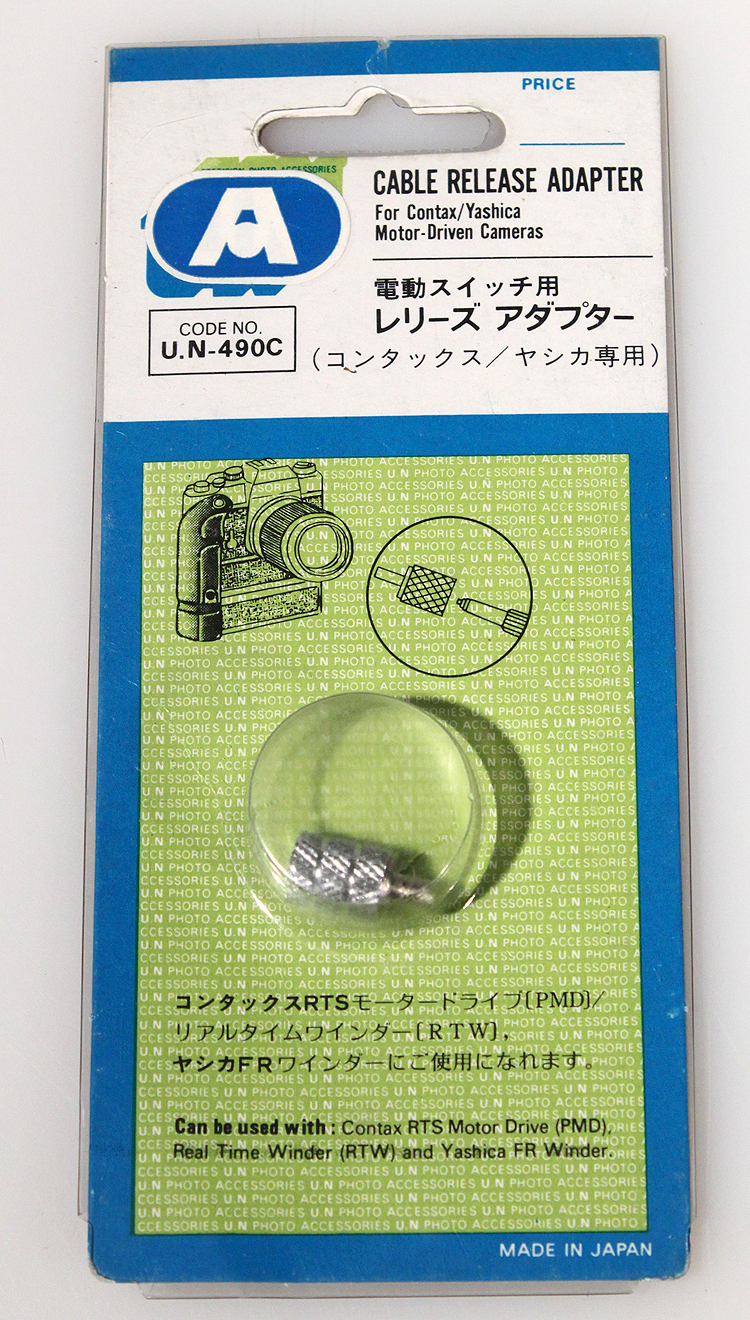 PRICE
PRECISION PHOTO ACCESSORIES
A
CABLE RELEASE ADAPTER
For Contax/Yashica
Motor-Driven Cameras
電動スイッチ用
レリーズ アダプター
(コンタックス/ヤシカ専用)
CODE NO.
U.N-490C
U.N PHOTO ACCESSORIES
コンタックスRTSモータードライブ[PMD]/
リアルタイムワインダー[RTW],
ヤシカFRワインダーにご使用になれます。
Can be used with: Contax RTS Motor Drive (PMD),
Real Time Winder (RTW) and Yashica FR Winder.
MADE IN JAPAN